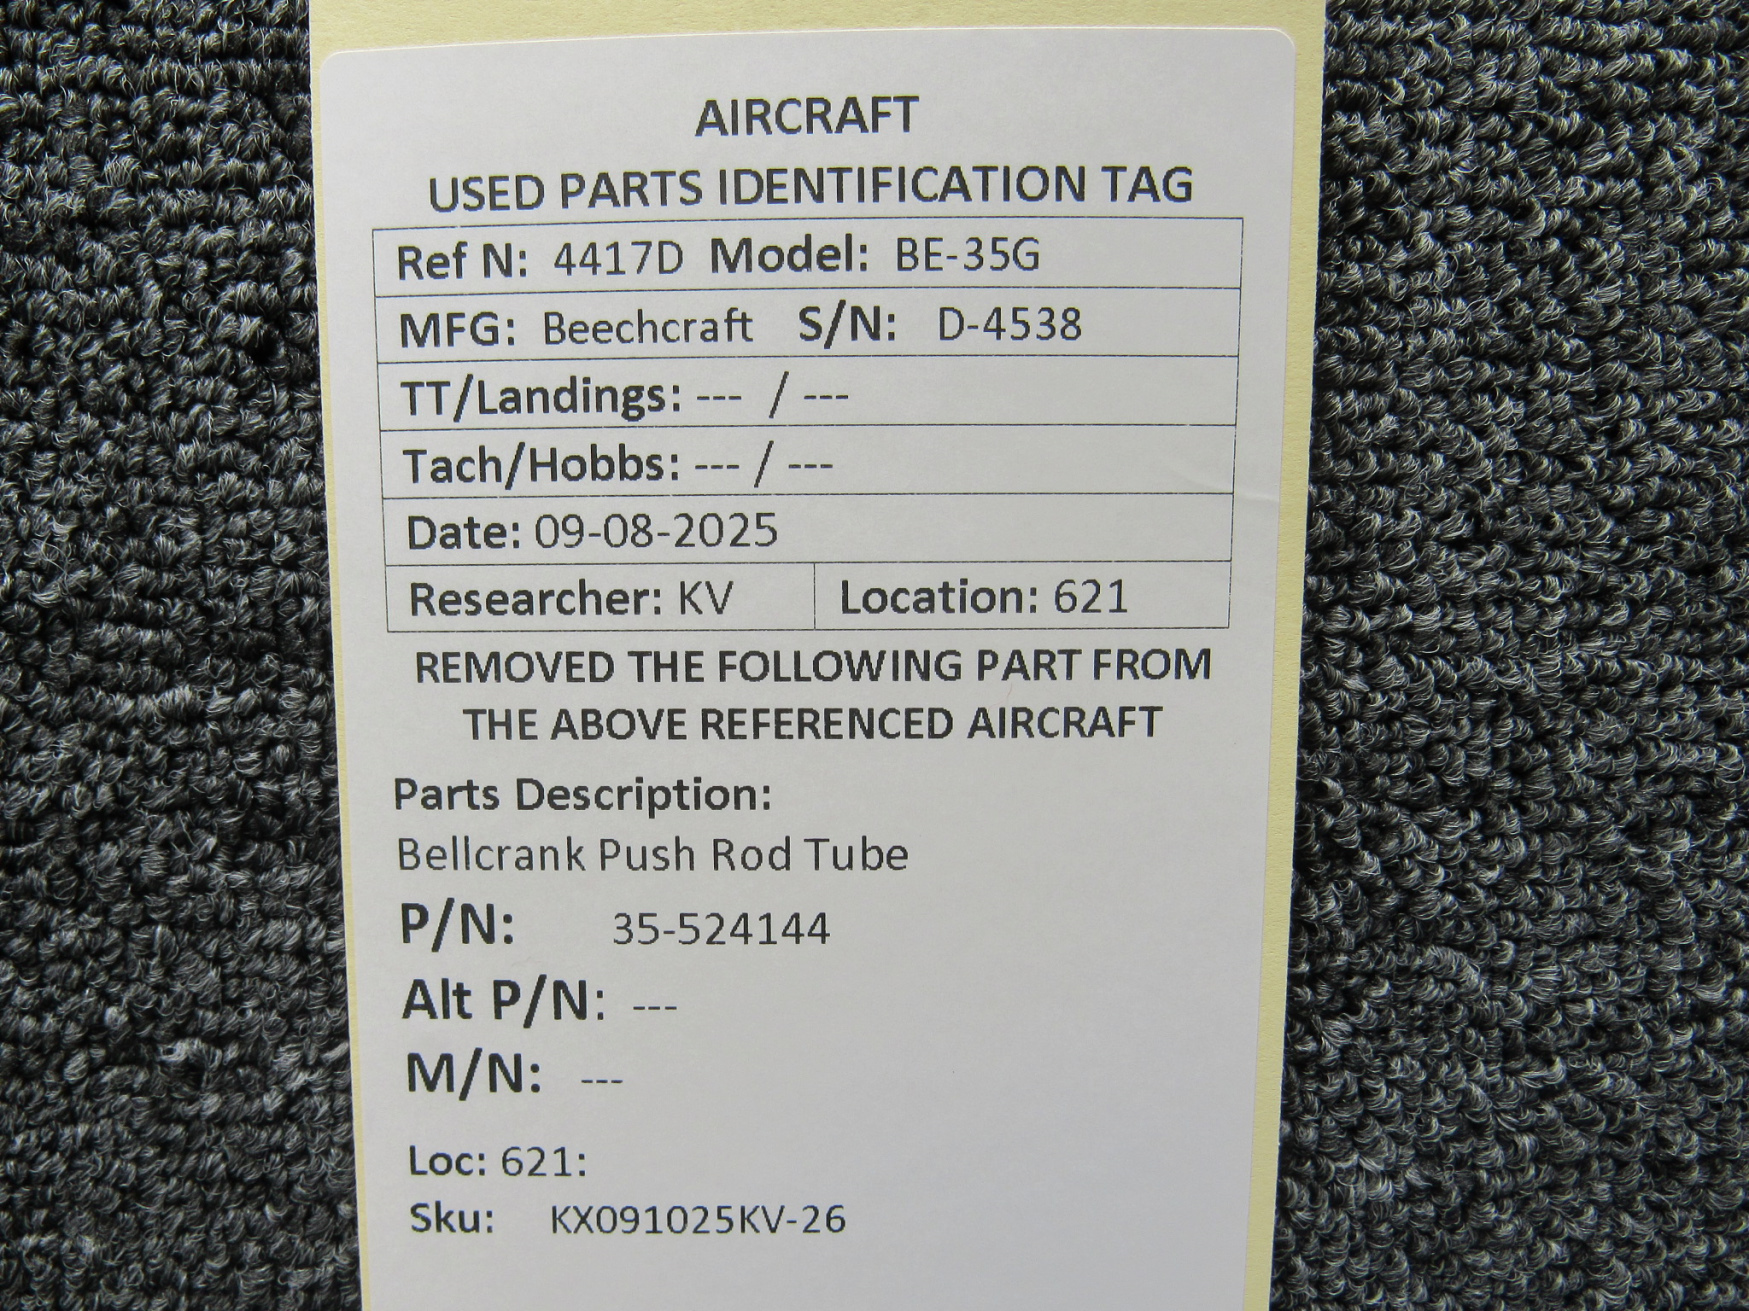 AIRCRAFT
USED PARTS IDENTIFICATION TAG
Ref N: 4417D Model: BE-35G
MFG: Beechcraft S/N: D-4538
TT/Landings: --- / ---
Tach/Hobbs: --- / ---
Date: 09-08-2025
Researcher: KV Location: 621
REMOVED THE FOLLOWING PART FROM
THE ABOVE REFERENCED AIRCRAFT
Parts Description:
Bellcrank Push Rod Tube
P/N: 35-524144
Alt P/N: ---
M/N: ---
Loc: 621:
Sku: KX091025KV-26